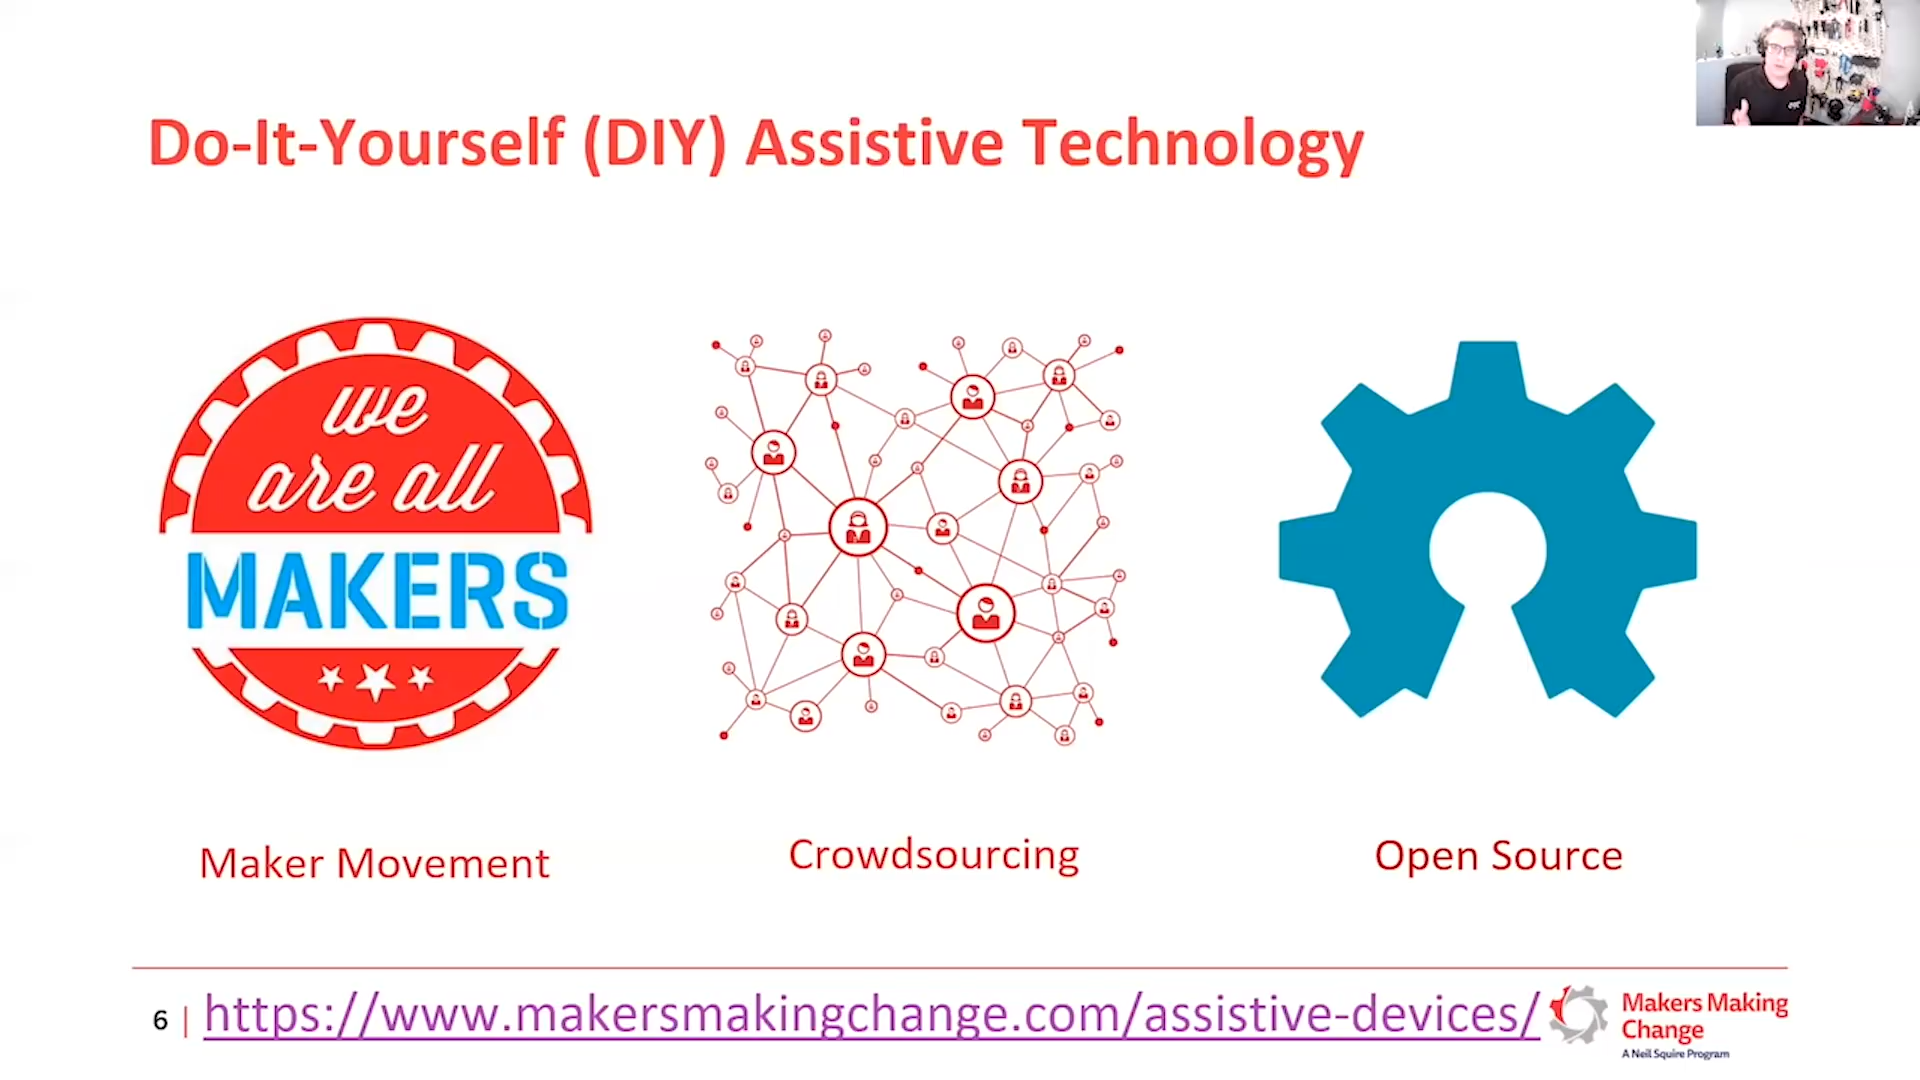 Do-It-Yourself (DIY) Assistive Technology
we
are all
MAKERS
Maker Movement
Crowdsourcing
Open Source
6 | https://www.makersmakingchange.com/assistive-devices/
Makers Making
Change
A Neil Squire Program